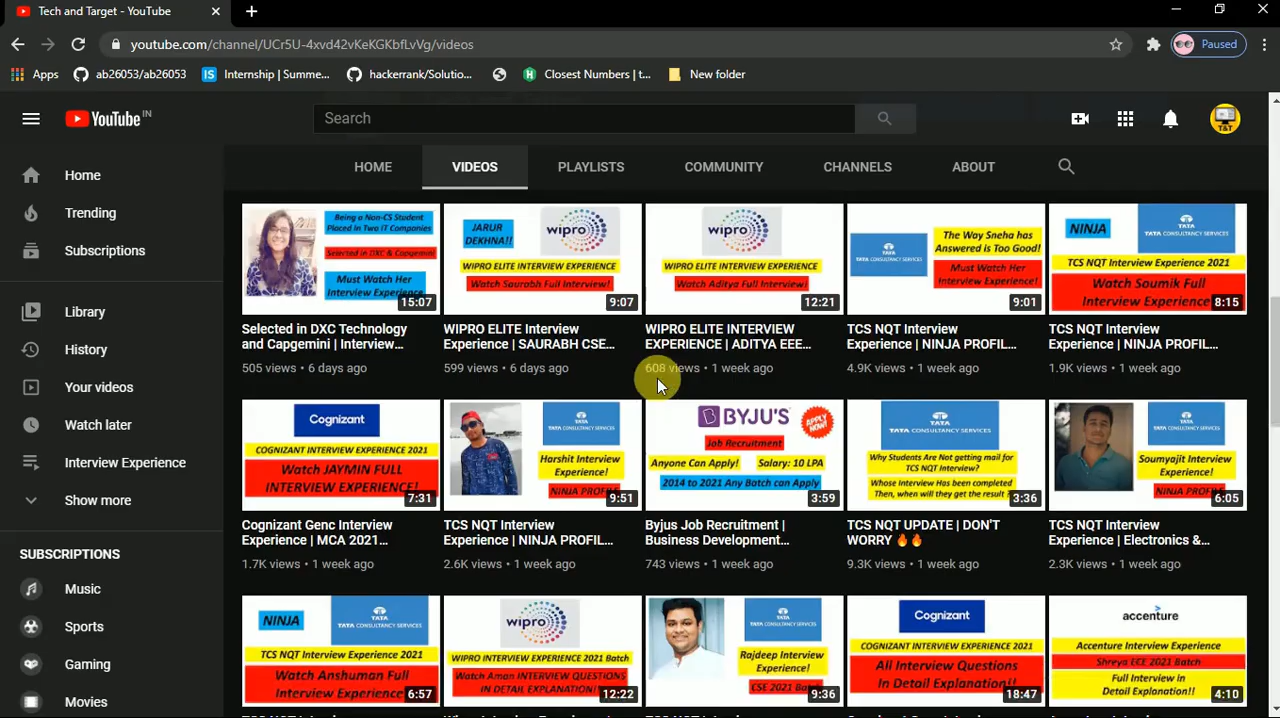 Tech and Target - YouTube
youtube.com/channel/UCr5U-4xvd42vKeKGKbfLvVg/videos
Paused
Apps
ab26053/ab26053
IS
Internship | Summe...
hackerrank/Solutio...
Closest Numbers | t...
New folder
YouTube IN
Search
T&T
HOME
VIDEOS
PLAYLISTS
COMMUNITY
CHANNELS
ABOUT
Home
Trending
Subscriptions
Library
History
Your videos
Watch later
Interview Experience
Show more
SUBSCRIPTIONS
Music
Sports
Gaming
Movies
Being a Non-CS Student
Placed in Two IT Companies
Selected in DXC & Capgemini
Must Watch Her
Interview Experience
15:07
Selected in DXC Technology
and Capgemini | Interview...
505 views • 6 days ago
JARUR
DEKHNA!!
wipro
WIPRO ELITE INTERVIEW EXPERIENCE
Watch Saurabh Full Interview!
9:07
WIPRO ELITE Interview
Experience | SAURABH CSE...
599 views • 6 days ago
wipro
WIPRO ELITE INTERVIEW EXPERIENCE
Watch Aditya Full Interview!
12:21
WIPRO ELITE INTERVIEW
EXPERIENCE | ADITYA EEE...
608 views • 1 week ago
TATA CONSULTANCY SERVICES
The Way Sneha has
Answered is Too Good!
Must Watch Her
Interview Experience!
9:01
TCS NQT Interview
Experience | NINJA PROFIL...
4.9K views • 1 week ago
NINJA
TATA CONSULTANCY SERVICES
TCS NQT Interview Experience 2021
Watch Soumik Full
Interview Experience
8:15
TCS NQT Interview
Experience | NINJA PROFIL...
1.9K views • 1 week ago
Cognizant
COGNIZANT INTERVIEW EXPERIENCE 2021
Watch JAYMIN FULL
INTERVIEW EXPERIENCE!
7:31
Cognizant Genc Interview
Experience | MCA 2021...
1.7K views • 1 week ago
TATA CONSULTANCY SERVICES
Harshit Interview
Experience!
NINJA PROFILE
9:51
TCS NQT Interview
Experience | NINJA PROFIL...
2.6K views • 1 week ago
BYJU'S
APPLY
NOW!
Job Recruitment
Anyone Can Apply!
Salary: 10 LPA
2014 to 2021 Any Batch can Apply
3:59
Byjus Job Recruitment |
Business Development...
743 views • 1 week ago
TATA CONSULTANCY SERVICES
Why Students Are Not getting mail for
TCS NQT Interview?
Whose interview Has been completed
Then, when will they get the result ?
3:36
TCS NQT UPDATE | DON'T
WORRY 🔥🔥
9.3K views • 1 week ago
TATA CONSULTANCY SERVICES
Soumyajit Interview
Experience!
NINJA PROFILE
6:05
TCS NQT Interview
Experience | Electronics &...
2.3K views • 1 week ago
NINJA
TATA CONSULTANCY SERVICES
TCS NQT Interview Experience 2021
Watch Anshuman Full
Interview Experience
6:57
wipro
WIPRO INTERVIEW EXPERIENCE 2021 Batch
Watch Aman INTERVIEW QUESTIONS
IN DETAIL EXPLANATION!!
12:22
TATA CONSULTANCY SERVICES
Rajdeep Interview
Experience!
CSE 2021 Batch
9:36
Cognizant
COGNIZANT INTERVIEW EXPERIENCE 2021
All Interview Questions
In Detail Explanation!!
18:47
accenture
Accenture Interview Experience
Shreya ECE 2021 Batch
Full Interview in
Detail Explanation!!
4:10